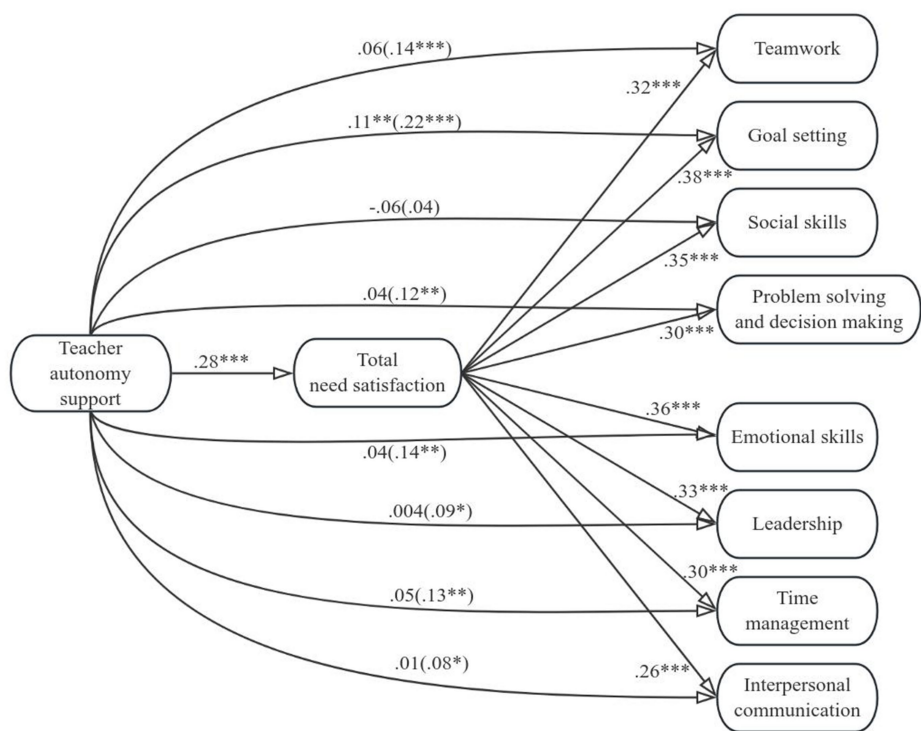 .06(.14***)
Teamwork
.32***
.11**(.22***)
Goal setting
.38***
-.06(.04)
Social skills
.35***
.04(.12**)
Problem solving
and decision making
.30***
Teacher
autonomy
support
.28***
Total
need satisfaction
.36***
Emotional skills
.04(.14**)
.33***
.004(.09*)
Leadership
.30***
.05(.13**)
Time
management
.01(.08*)
.26***
Interpersonal
communication